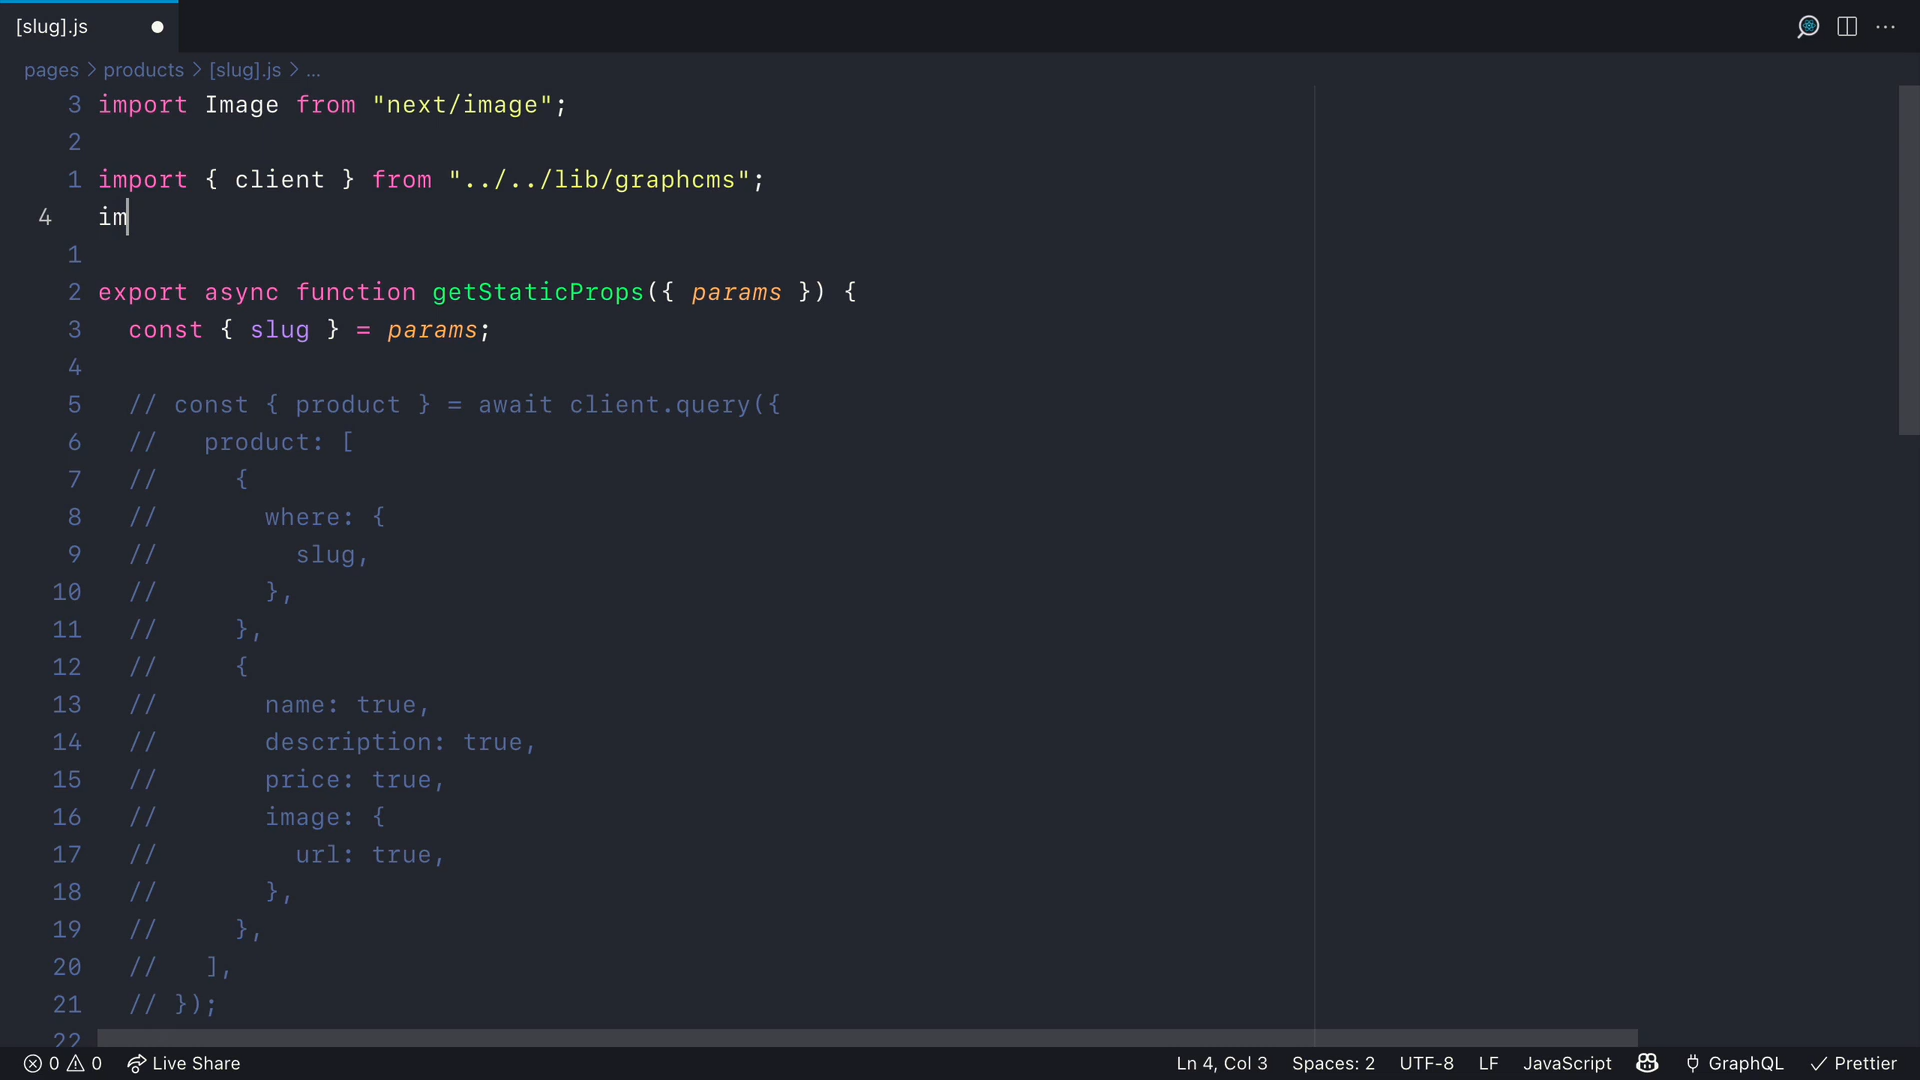 [slug].js
pages > products > [slug].js > ...
3 import Image from "next/image";
2
1 import { client } from "../../lib/graphcms";
4 im
1
2 export async function getStaticProps({ params }) {
3   const { slug } = params;
4
5   // const { product } = await client.query({
6   //   product: [
7   //     {
8   //       where: {
9   //         slug,
10   //       },
11   //     },
12   //     {
13   //       name: true,
14   //       description: true,
15   //       price: true,
16   //       image: {
17   //         url: true,
18   //       },
19   //     },
20   //   ],
21   // });
22
0 0 Live Share Ln 4, Col 3 Spaces: 2 UTF-8 LF JavaScript GraphQL Prettier